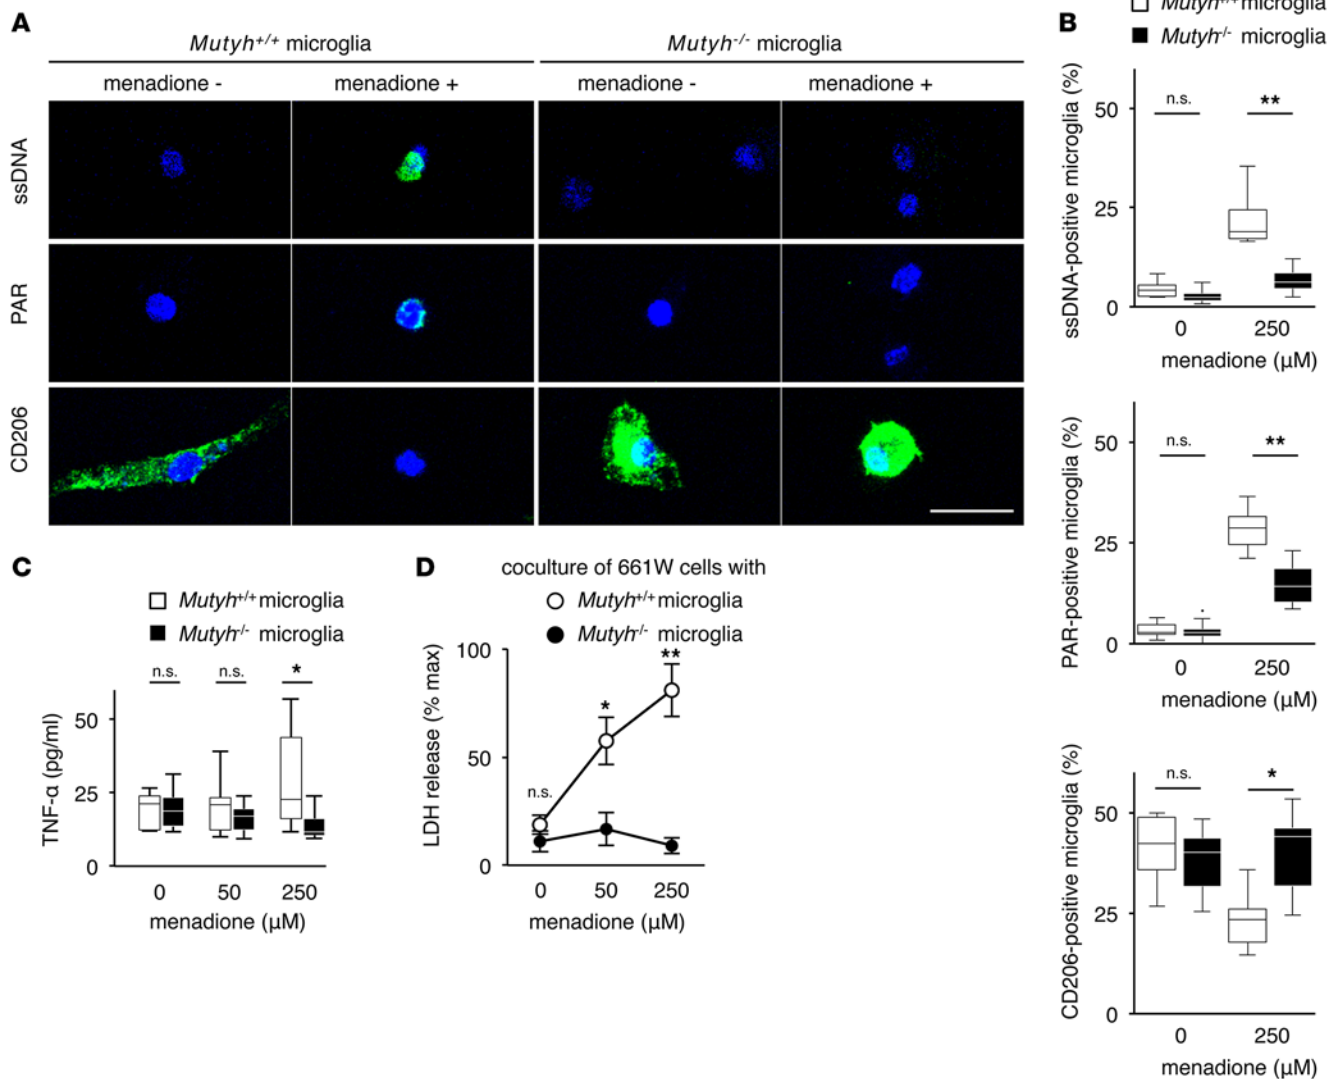 A
Mutyh+/+ microglia
Mutyh-/- microglia
menadione -
menadione +
menadione -
menadione +
ssDNA
PAR
CD206
B
Mutyh+/+ microglia
Mutyh-/- microglia
ssDNA-positive microglia (%)
n.s.
**
50
25
0
0
250
menadione (μM)
PAR-positive microglia (%)
n.s.
**
50
25
0
0
250
menadione (μM)
CD206-positive microglia (%)
n.s.
*
50
25
0
0
250
menadione (μM)
C
Mutyh+/+ microglia
Mutyh-/- microglia
n.s.
n.s.
*
TNF-α (pg/ml)
50
25
0
0
50
250
menadione (μM)
D
coculture of 661W cells with
Mutyh+/+ microglia
Mutyh-/- microglia
LDH release (% max)
100
50
0
n.s.
*
**
0
50
250
menadione (μM)